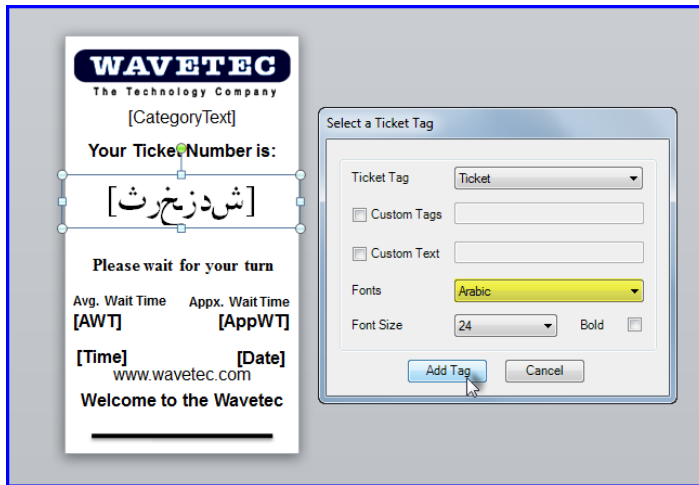 WAVETEC
The Technology Company
[CategoryText]
Your Ticket Number is:
[شدزخرث]
Please wait for your turn
Avg. Wait Time Appx. Wait Time
[AWT] [AppWT]
[Time] [Date]
www.wavetec.com
Welcome to the Wavetec
Select a Ticket Tag
Ticket Tag Ticket
Custom Tags
Custom Text
Fonts Arabic
Font Size 24 Bold
Add Tag Cancel